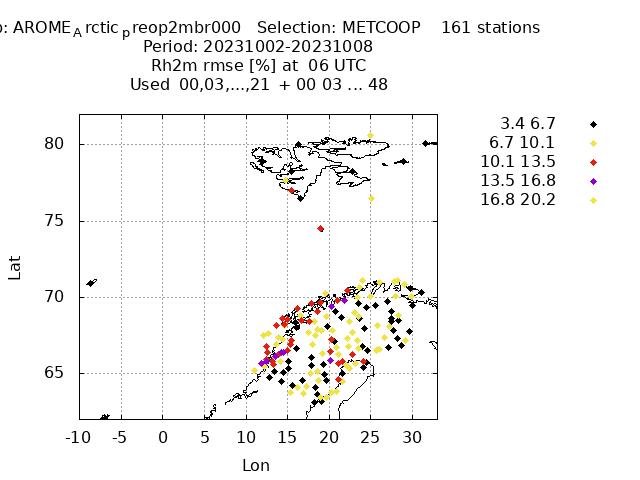 p: AROME_Arctic_preop2mbr000 Selection: METCOOP 161 stations
Period: 20231002-20231008
Rh2m rmse [%] at 06 UTC
Used 00,03,...,21 + 00 03 ... 48
3.4 6.7
6.7 10.1
10.1 13.5
13.5 16.8
16.8 20.2
80
75
70
65
Lat
-10 -5 0 5 10 15 20 25 30
Lon